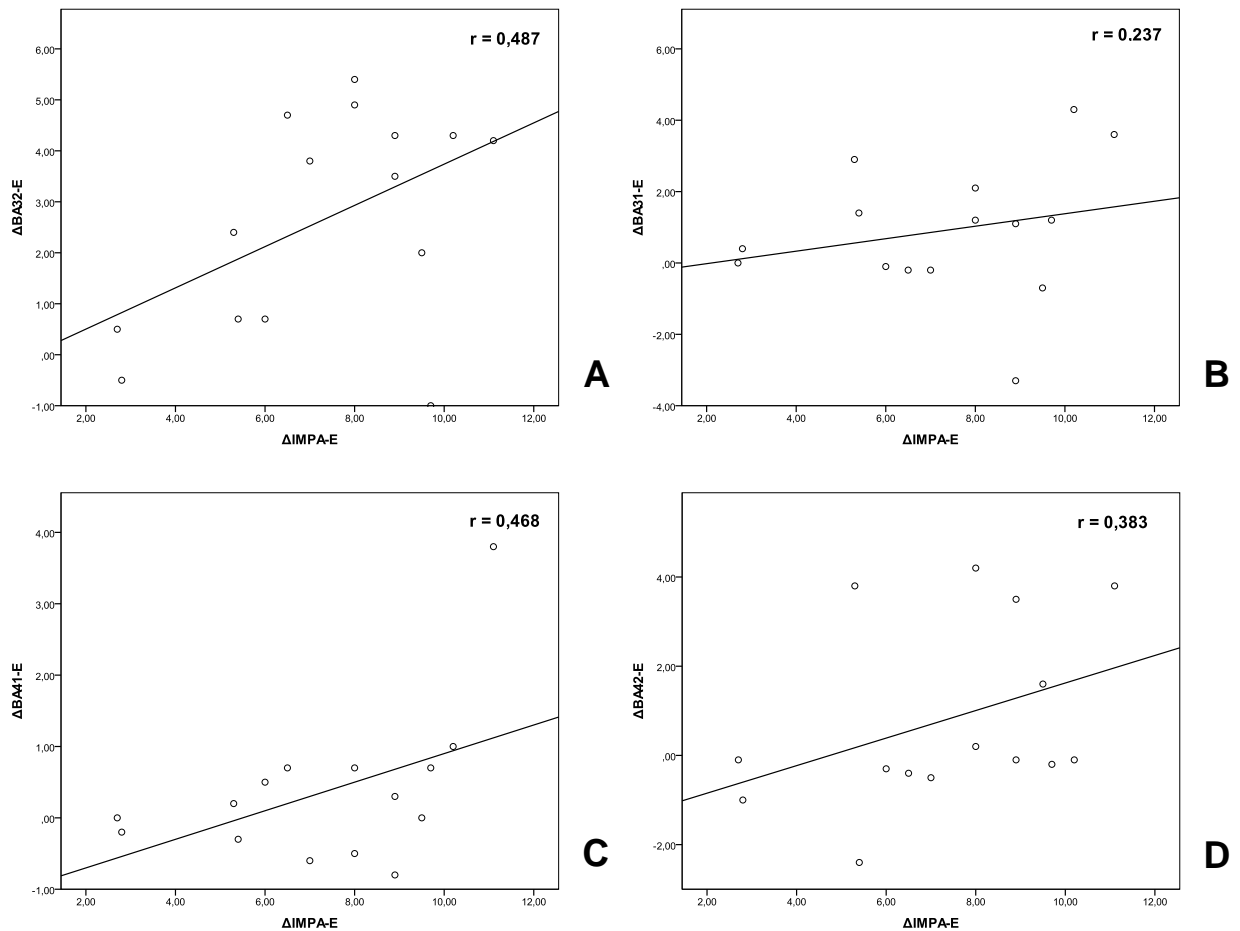 r = 0,487
ΔBA32-E
6,00
5,00
4,00
3,00
2,00
1,00
,00
-1,00
2,00 4,00 6,00 8,00 10,00 12,00
ΔIMPA-E
A
r = 0.237
ΔBA31-E
6,00
4,00
2,00
,00
-2,00
-4,00
2,00 4,00 6,00 8,00 10,00 12,00
ΔIMPA-E
B
r = 0,468
ΔBA41-E
4,00
3,00
2,00
1,00
,00
-1,00
2,00 4,00 6,00 8,00 10,00 12,00
ΔIMPA-E
C
r = 0,383
ΔBA42-E
4,00
2,00
,00
-2,00
2,00 4,00 6,00 8,00 10,00 12,00
ΔIMPA-E
D